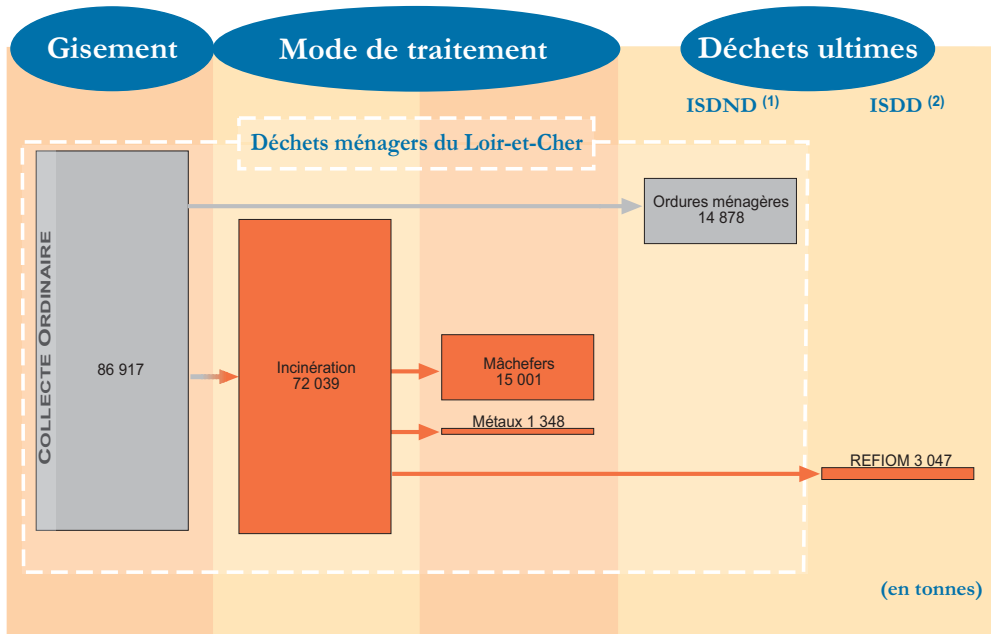 Gisement
Mode de traitement
Déchets ultimes
ISDND (1)
ISDD (2)
Déchets ménagers du Loir-et-Cher
COLLECTE ORDINAIRE
86 917
Ordures ménagères
14 878
Incinération
72 039
Mâchefers
15 001
Métaux 1 348
REFIOM 3 047
(en tonnes)